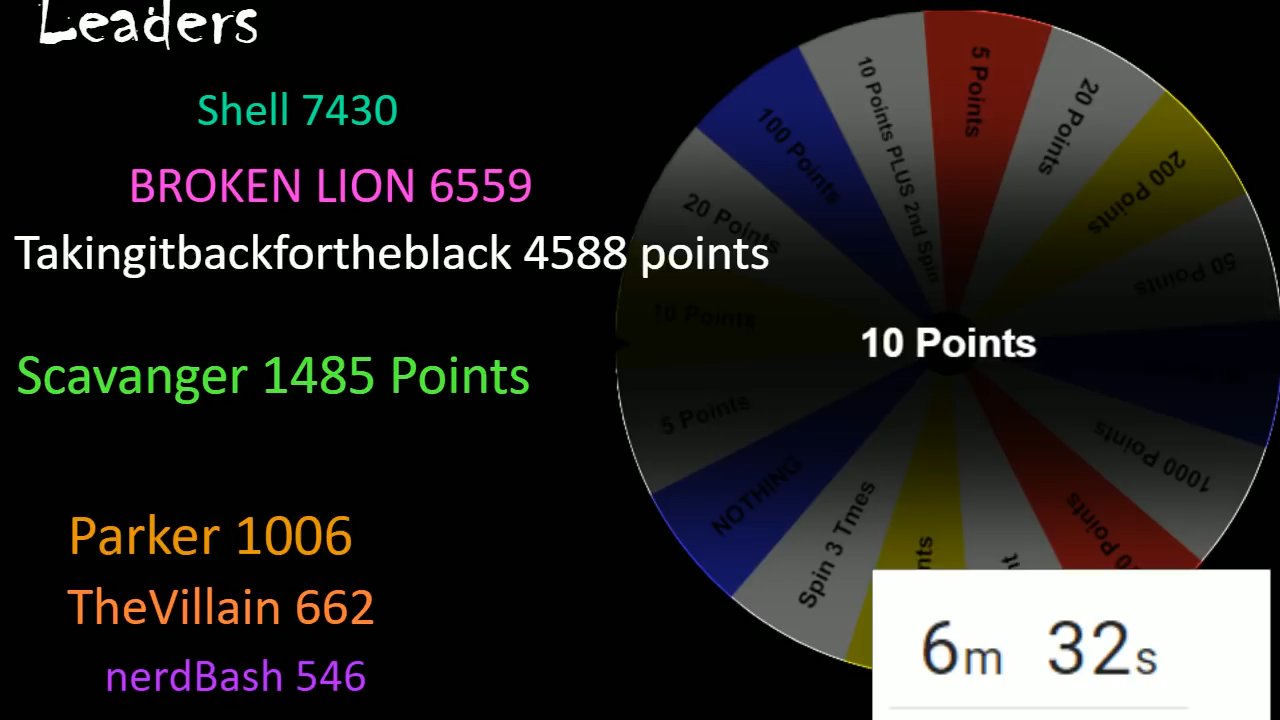 Leaders
Shell 7430
BROKEN LION 6559
Takingitbackfortheblack 4588 points
Scavanger 1485 Points
Parker 1006
TheVillain 662
nerdBash 546
10 Points
5 Points
20 Points
200 Points
50 Points
1000 Points
Spin 3 Tmes
NOTHING
5 Points
10 Points
20 Points
100 Points
10 Points PLUS 2nd Spin
6m 32s